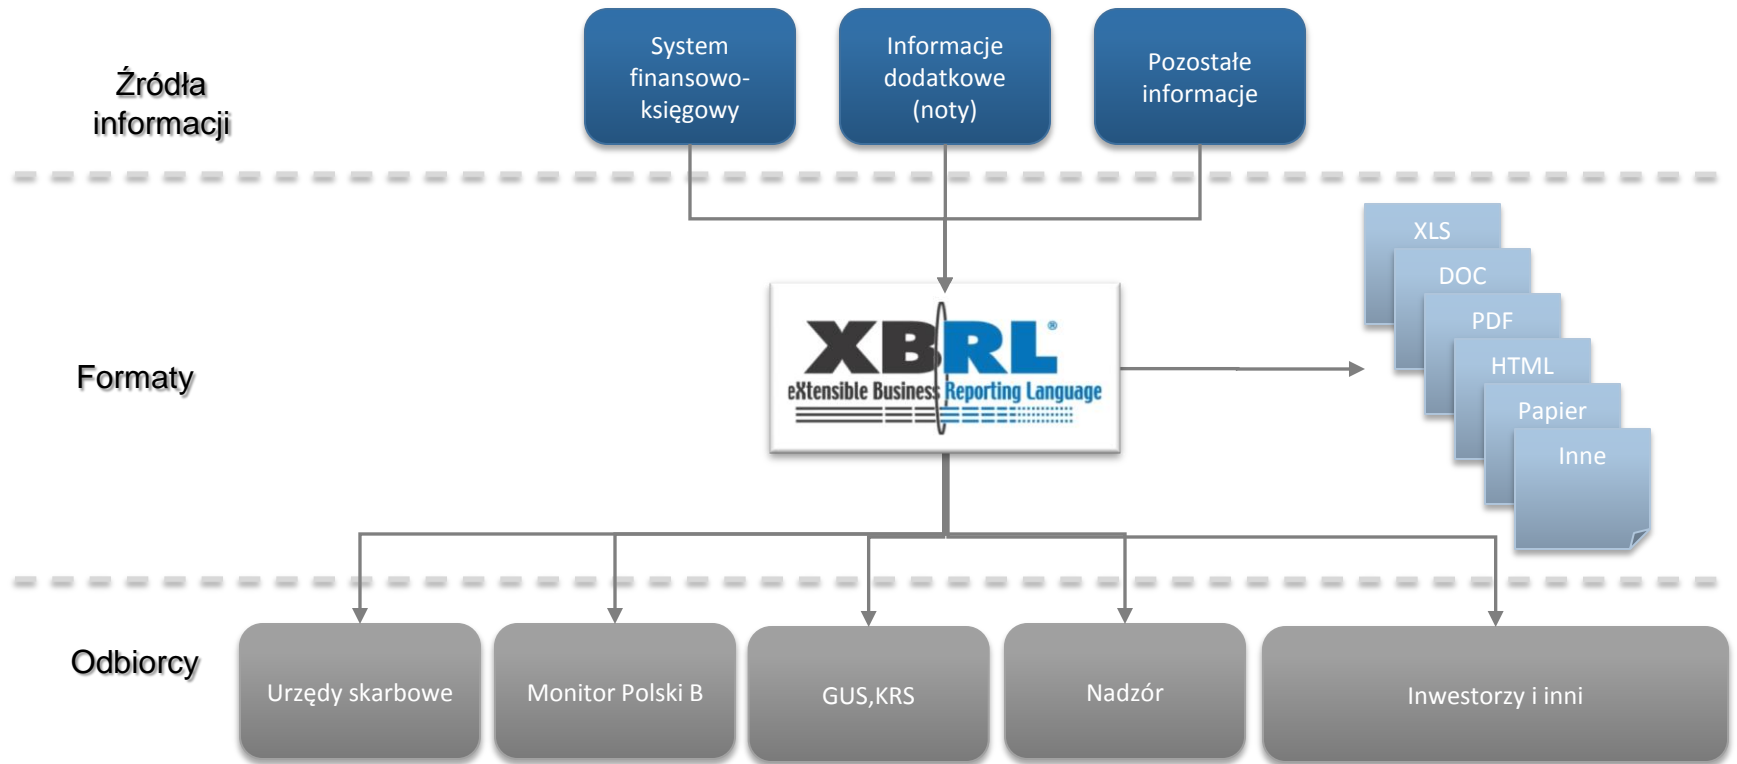 System
finansowo-
księgowy
Informacje
dodatkowe
(noty)
Pozostałe
informacje
Źródła
informacji
XLS
DOC
PDF
HTML
Papier
Inne
XBRL®
eXtensible Business Reporting Language
Formaty
Odbiorcy
Urzędy skarbowe
Monitor Polski B
GUS,KRS
Nadzór
Inwestorzy i inni